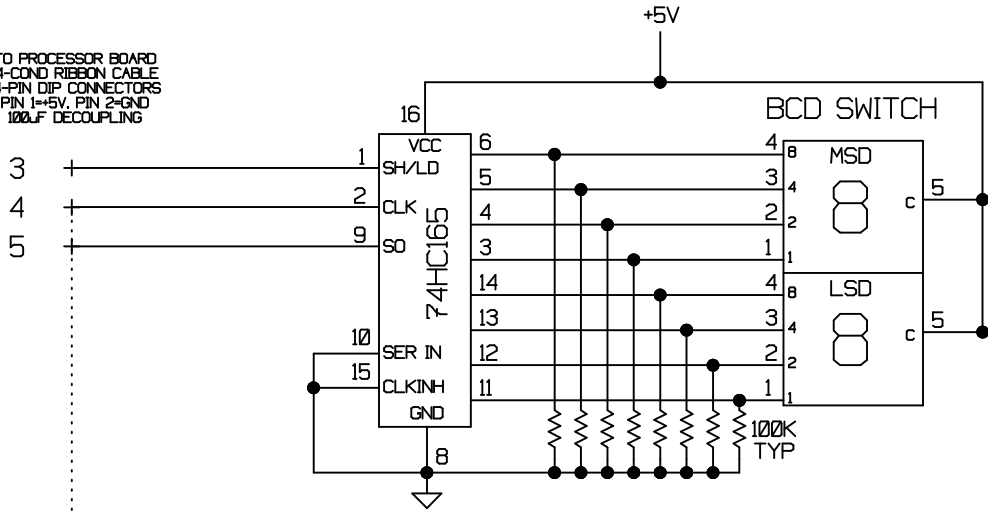 +5V
TO PROCESSOR BOARD
4-COND RIBBON CABLE
-PIN DIP CONNECTORS
PIN 1=+5V, PIN 2=GND
100uF DECOUPLING
BCD SWITCH
16
VCC
3
1
SH/LD
6
4
8
MSD
4
2
CLK
5
3
4
5
9
SO
4
2
2
C
5
74HC165
3
1
1
14
4
8
LSD
13
3
4
C
5
10
SER IN
12
2
2
15
CLKINH
11
1
1
GND
8
100K
TYP
8
8